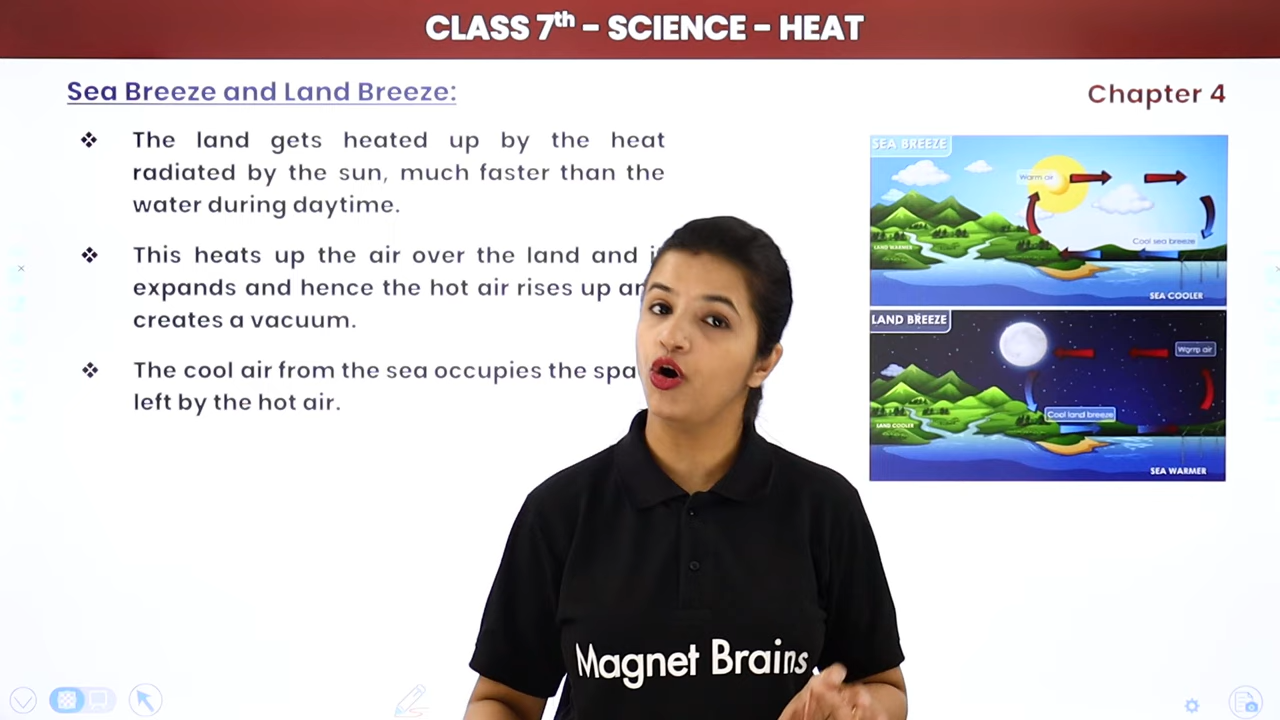 CLASS 7th - SCIENCE - HEAT
Sea Breeze and Land Breeze:
Chapter 4
❖ The land gets heated up by the heat
radiated by the sun, much faster than the
water during daytime.
❖ This heats up the air over the land and
expands and hence the hot air rises up
creates a vacuum.
❖ The cool air from the sea occupies the
left by the hot air.
SEA BREEZE
Warm air
LAND WARMER
Cool sea breeze
SEA COOLER
LAND BREEZE
Warm air
Cool land breeze
LAND COOLER
SEA WARMER
Magnet Brains